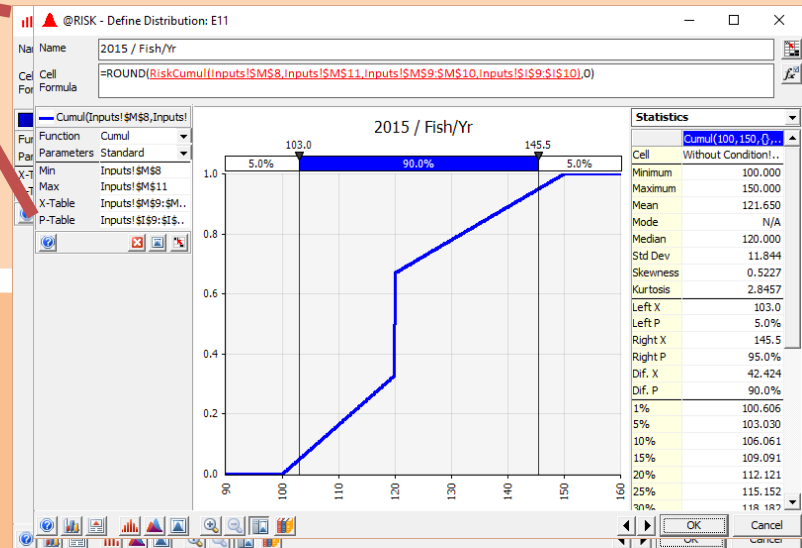 @RISK - Define Distribution: E11
Name
2015 / Fish/Yr
Cell Formula
=ROUND(RiskCumul(Inputs!$M$8,Inputs!$M$11,Inputs!$M$9:$M$10,Inputs!$I$9:$I$10),0)
Cumul(Inputs!$M$8,Inputs!
Function Cumul
Parameters Standard
Min Inputs!$M$8
Max Inputs!$M$11
X-Table Inputs!$M$9:$M..
P-Table Inputs!$I$9:$I$..
2015 / Fish/Yr
103.0 145.5
5.0% 90.0% 5.0%
1.0
0.8
0.6
0.4
0.2
0.0
90 100 110 120 130 140 150 160
Statistics
Cumul(100,150,{},..
Cell Without Condition!..
Minimum 100.000
Maximum 150.000
Mean 121.650
Mode N/A
Median 120.000
Std Dev 11.844
Skewness 0.5227
Kurtosis 2.8457
Left X 103.0
Left P 5.0%
Right X 145.5
Right P 95.0%
Dif. X 42.424
Dif. P 90.0%
1% 100.606
5% 103.030
10% 106.061
15% 109.091
20% 112.121
25% 115.152
30% 118.182
OK Cancel